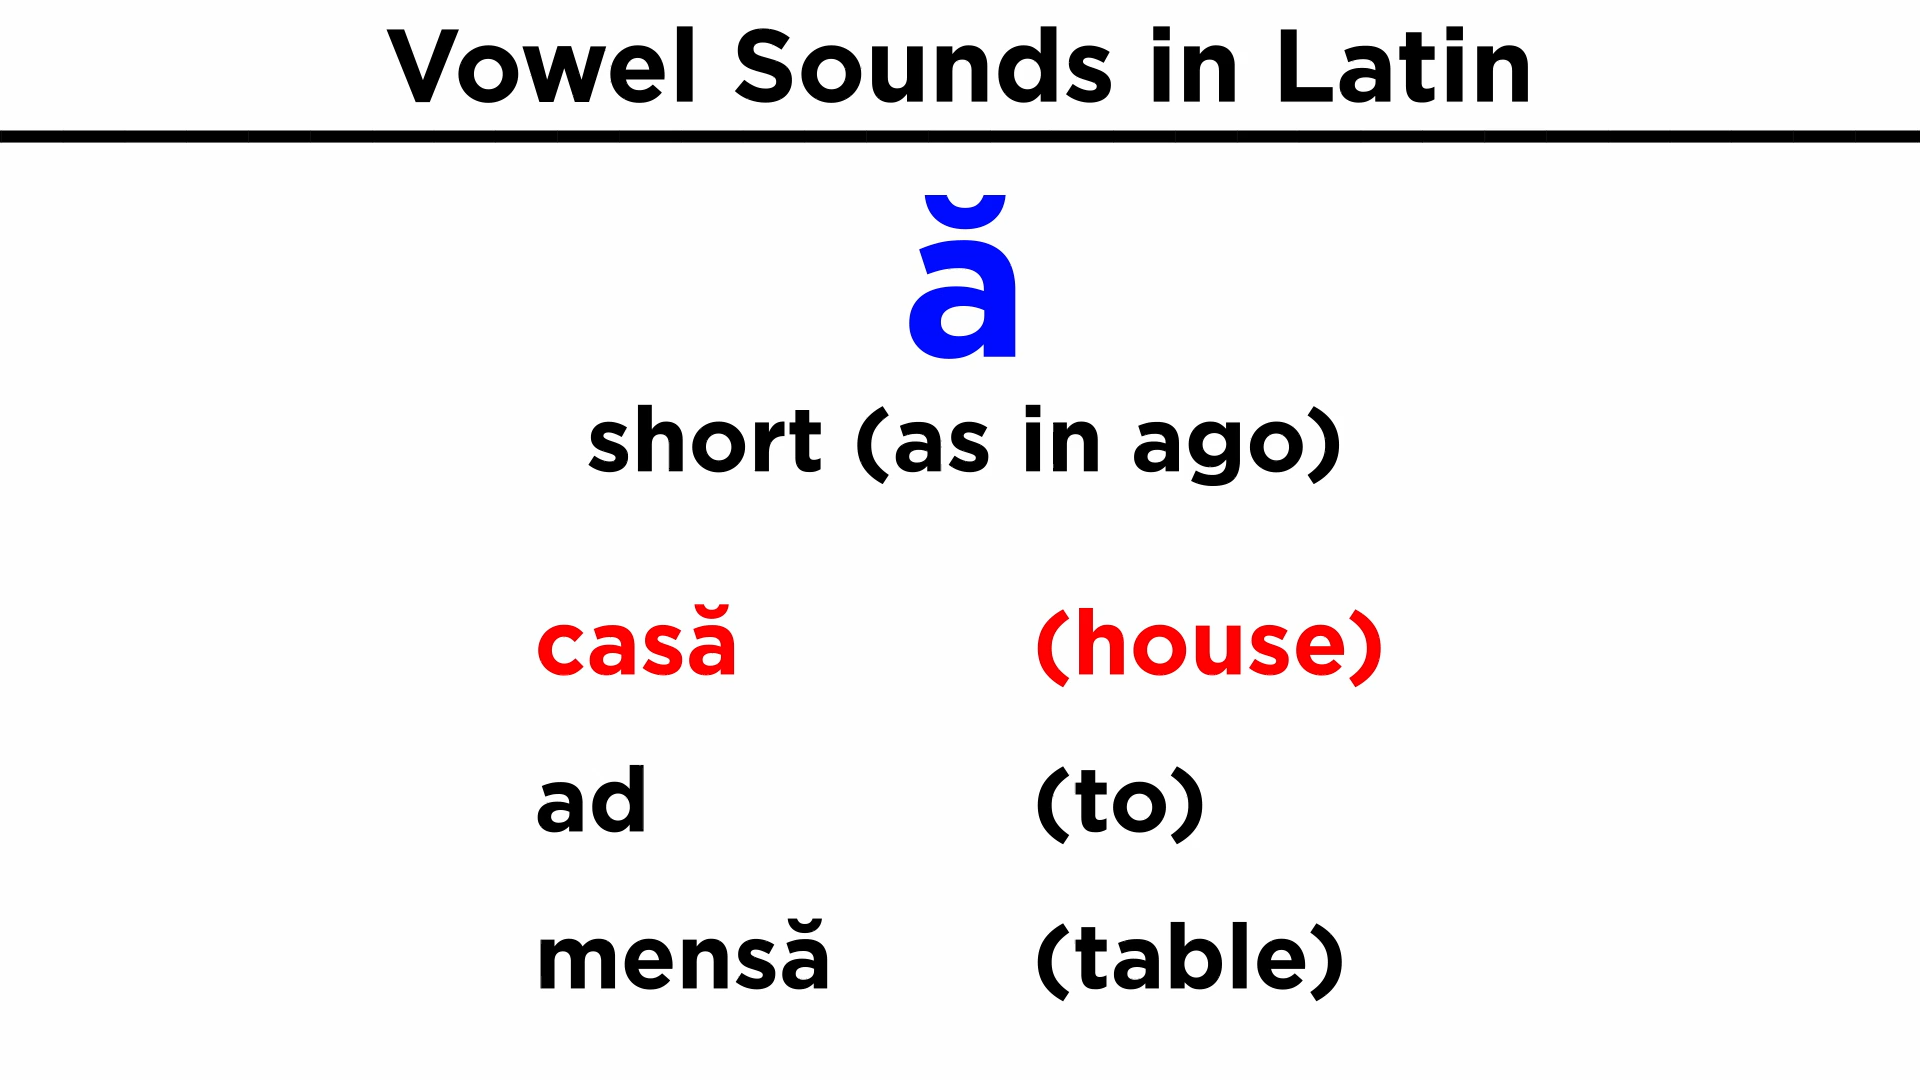 Vowel Sounds in Latin
ă
short (as in ago)
casă (house)
ad (to)
mensă (table)